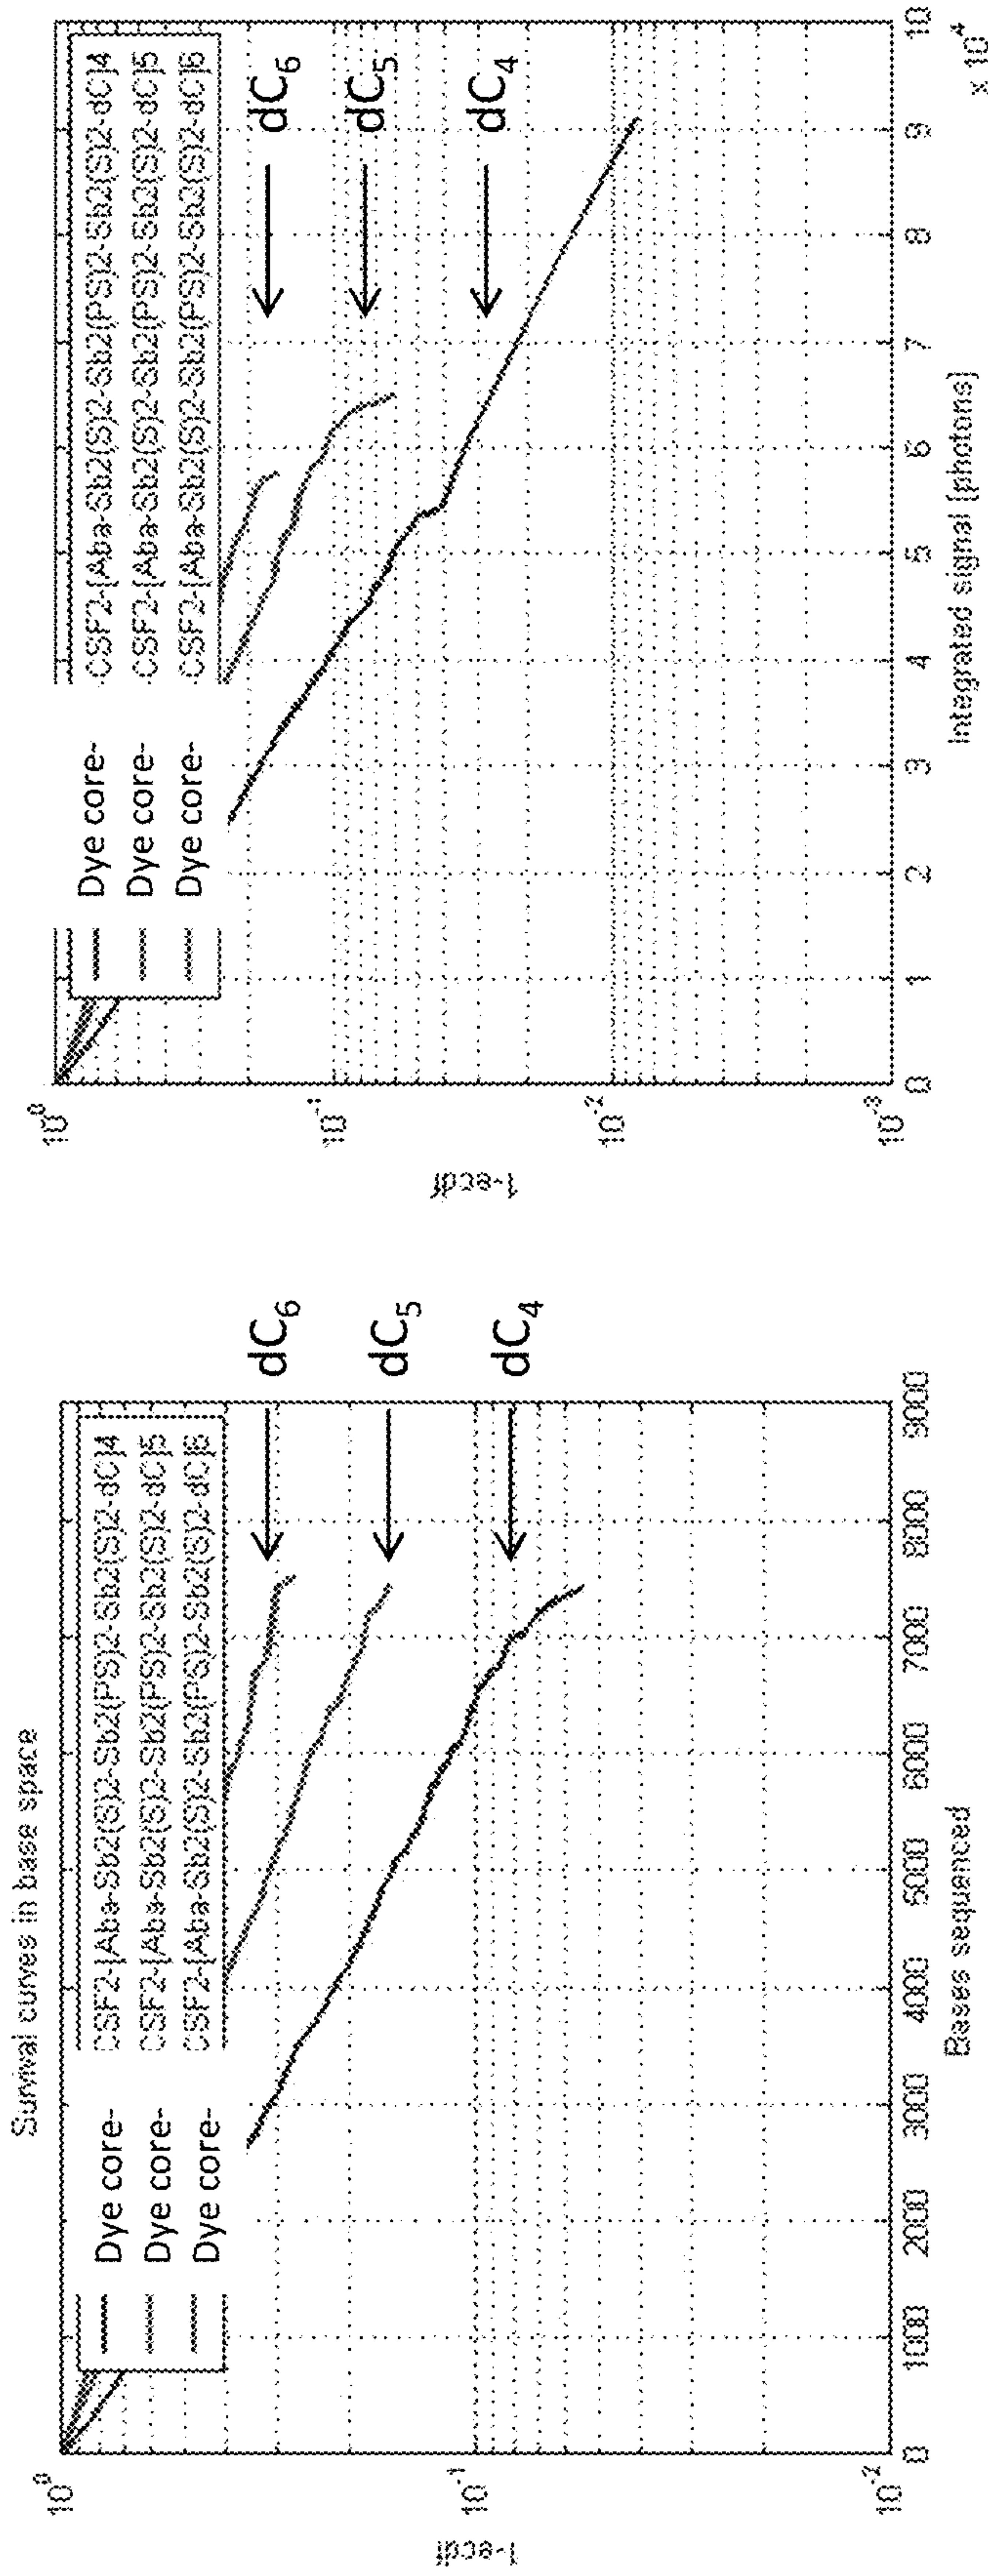 Survival curves in base space
Dye core-
CSF2-[Aba-Sb2(S)2-Sb2(PS)2-Sb2(S)2-dC]4
Dye core-
CSF2-[Aba-Sb2(S)2-Sb2(PS)2-Sb2(S)2-dC]5
Dye core-
CSF2-[Aba-Sb2(S)2-Sb2(PS)2-Sb2(S)2-dC]6
dC6
dC5
dC4
10^0
10^-1
10^-2
1-ecdf
0 1000 2000 3000 4000 5000 6000 7000 8000 9000
Bases sequenced
Dye core-
-CSF2-[Aba-Sb2(S)2-Sb2(PS)2-Sb2(S)2-dC]4
Dye core-
-CSF2-[Aba-Sb2(S)2-Sb2(PS)2-Sb2(S)2-dC]5
Dye core-
-CSF2-[Aba-Sb2(S)2-Sb2(PS)2-Sb2(S)2-dC]6
dC6
dC5
dC4
10^0
10^-1
10^-2
10^-3
1-ecdf
0 1 2 3 4 5 6 7 8 9 10
x 10^4
Integrated signal [photons]